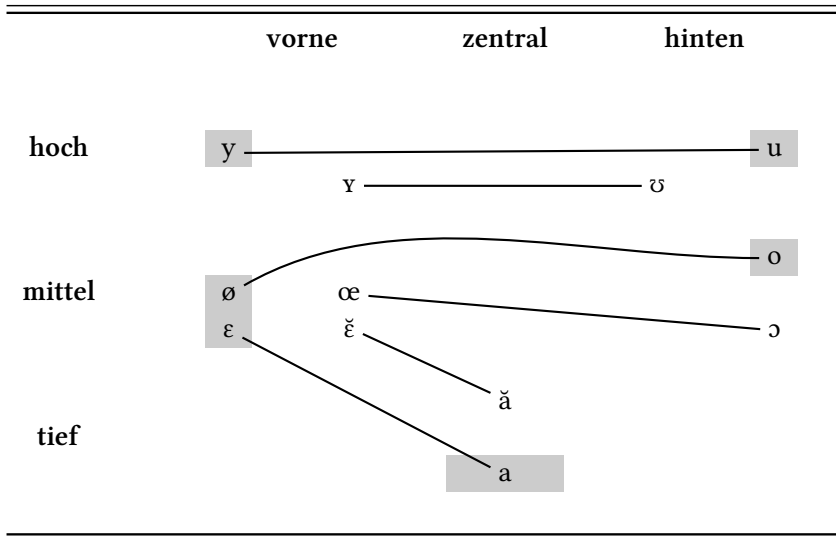 vorne zentral hinten
hoch y u
ʏ ʊ
o
mittel ø œ
ɛ ɛ̆ ɔ
ă
tief
a